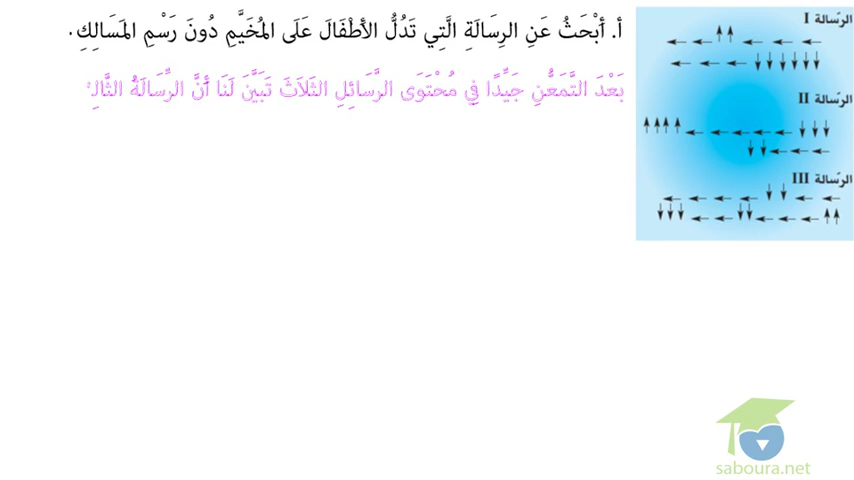 أ. أَبْحَثُ عَنِ الرِسَالَةِ الَّتِي تَدُلُّ الأَطْفَالَ عَلَى المُخَيَّمِ دُونَ رَسْمِ المَسَالِكِ.
بَعْدَ التَّمَعُّنِ جَيِّدًا فِي مُحْتَوَى الرَّسَائِلِ الثَلَاثَ تَبَيَّنَ لَنَا أَنَّ الرِّسَالَةُ الثَّالِ
الرّسالة I
الرّسالة II
الرّسالة III
saboura.net